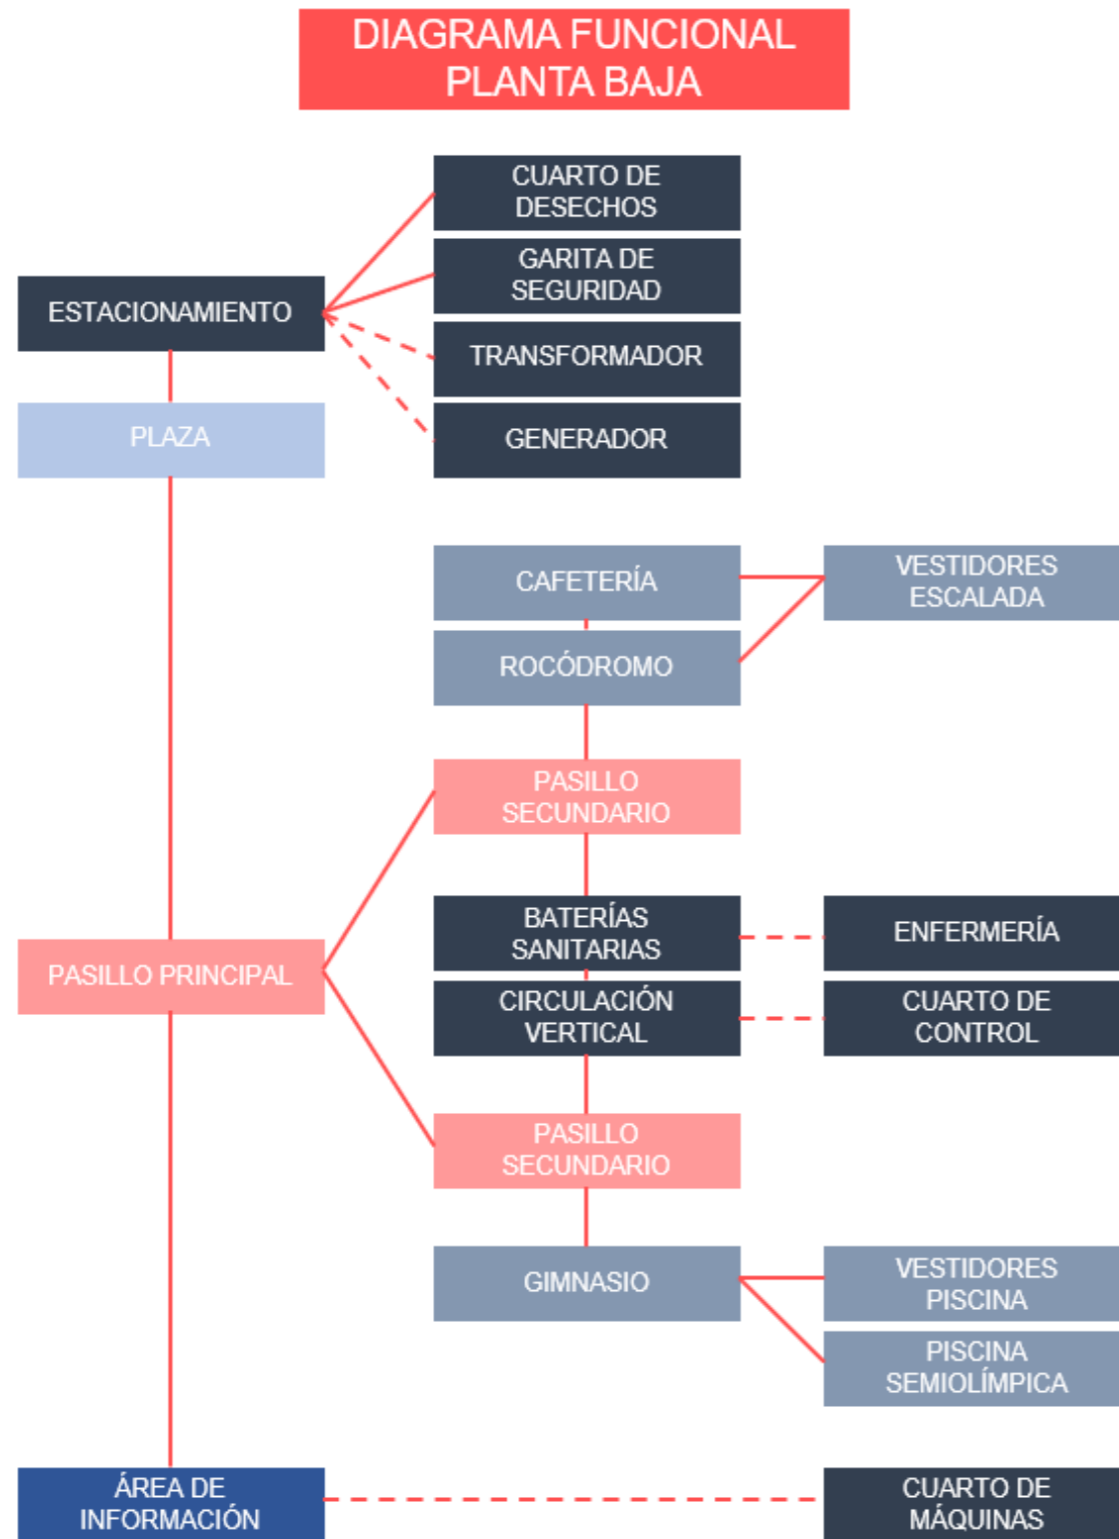 DIAGRAMA FUNCIONAL
PLANTA BAJA
CUARTO DE
DESECHOS
GARITA DE
SEGURIDAD
ESTACIONAMIENTO
TRANSFORMADOR
PLAZA
GENERADOR
CAFETERÍA
VESTIDORES
ESCALADA
ROCÓDROMO
PASILLO
SECUNDARIO
BATERÍAS
SANITARIAS
ENFERMERÍA
PASILLO PRINCIPAL
CIRCULACIÓN
VERTICAL
CUARTO DE
CONTROL
PASILLO
SECUNDARIO
GIMNASIO
VESTIDORES
PISCINA
PISCINA
SEMIOLÍMPICA
ÁREA DE
INFORMACIÓN
CUARTO DE
MÁQUINAS